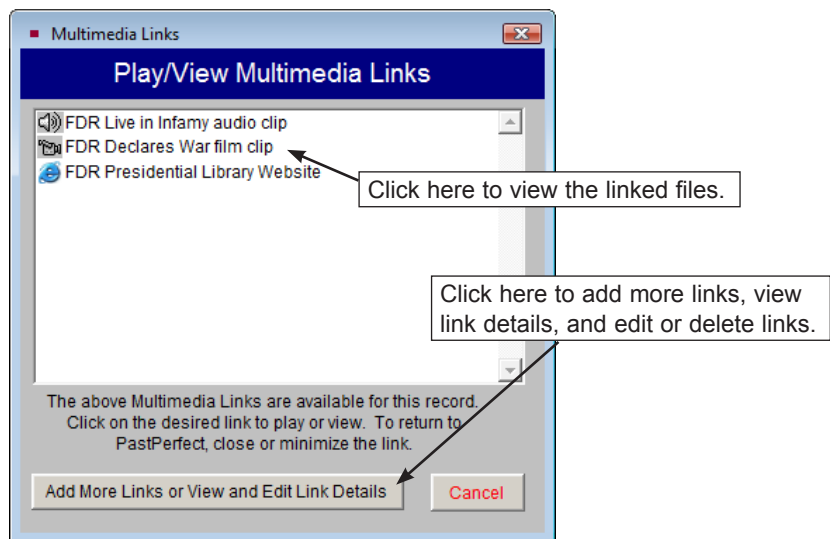 Multimedia Links
Play/View Multimedia Links
FDR Live in Infamy audio clip
FDR Declares War film clip
FDR Presidential Library Website
Click here to view the linked files.
Click here to add more links, view
link details, and edit or delete links.
The above Multimedia Links are available for this record.
Click on the desired link to play or view. To return to
PastPerfect, close or minimize the link.
Add More Links or View and Edit Link Details
Cancel